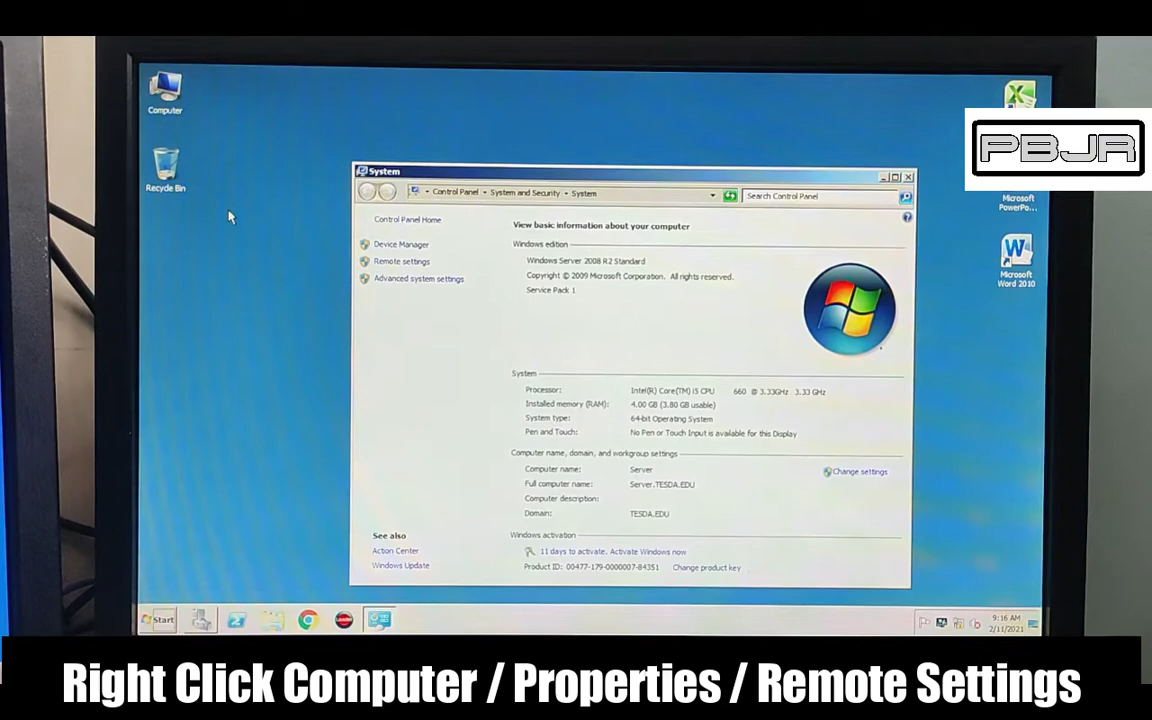 Computer
Recycle Bin
PBJR
Microsoft
PowerPo...
Microsoft
Word 2010
System
Control Panel System and Security System
Search Control Panel
Control Panel Home
Device Manager
Remote settings
Advanced system settings
View basic information about your computer
Windows edition
Windows Server 2008 R2 Standard
Copyright © 2009 Microsoft Corporation. All rights reserved.
Service Pack 1
System
Processor: Intel(R) Core(TM) i5 CPU 660 @ 3.33GHz 3.33 GHz
Installed memory (RAM): 4.00 GB (3.80 GB usable)
System type: 64-bit Operating System
Pen and Touch: No Pen or Touch Input is available for this Display
Computer name, domain, and workgroup settings
Computer name: Server
Change settings
Full computer name: Server.TESDA.EDU
Computer description:
Domain: TESDA.EDU
See also
Action Center
Windows Update
Windows activation
11 days to activate. Activate Windows now
Product ID: 00477-179-0000007-84351 Change product key
Start
9:16 AM
2/11/2021
Right Click Computer / Properties / Remote Settings